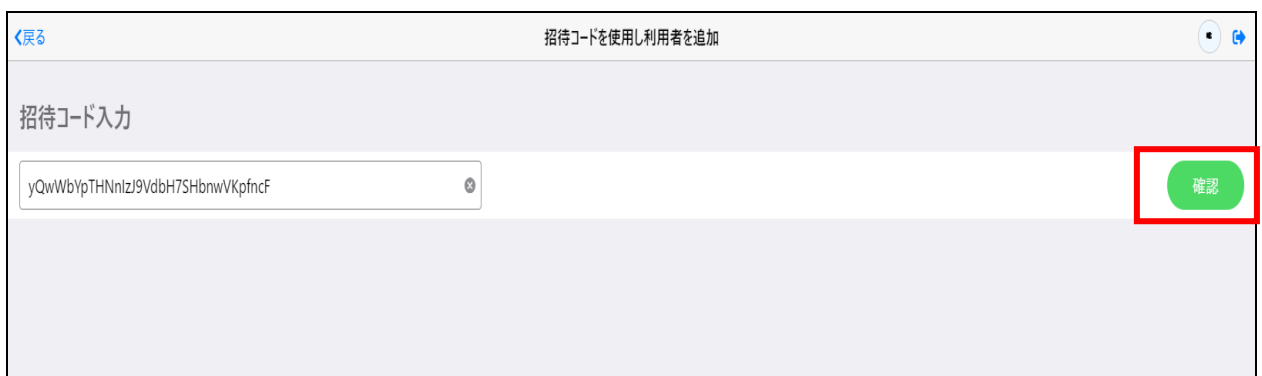 戻る
招待コードを使用し利用者を追加
招待コード入力
yQwWbYpTHNnIzJ9VdbH7SHbnwVKpfncF
確認